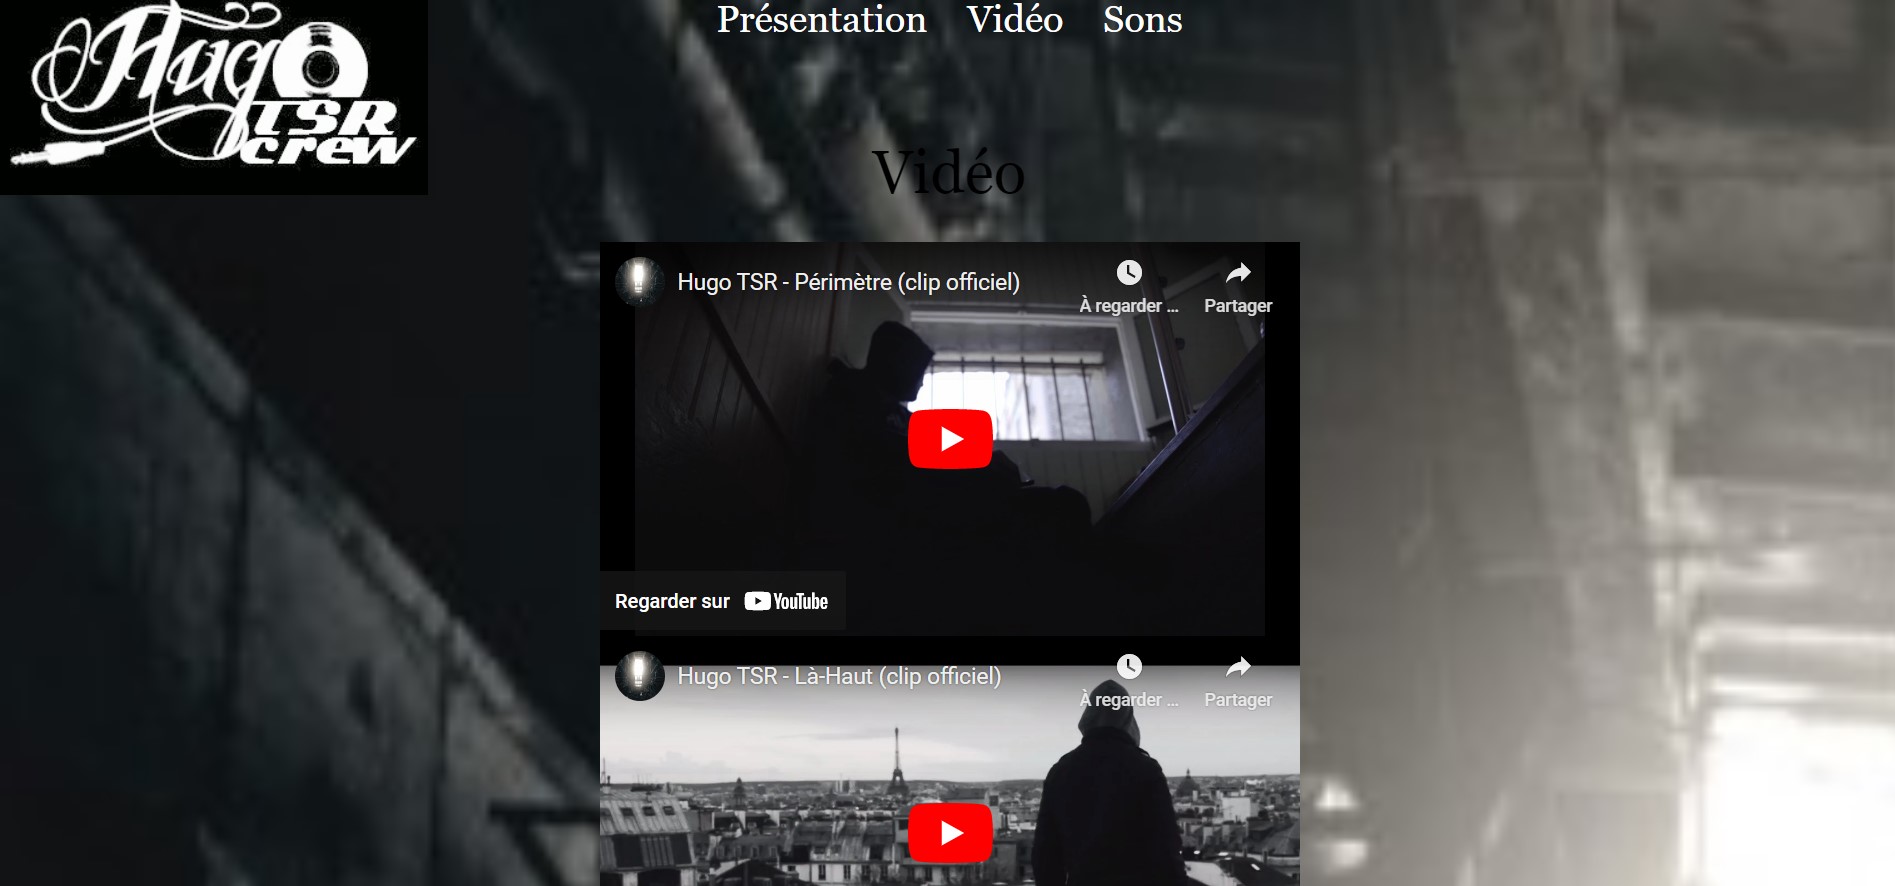 Hugo
TSR
crew
Présentation Vidéo Sons
Vidéo
Hugo TSR - Périmètre (clip officiel)
À regarder ... Partager
Regarder sur YouTube
Hugo TSR - Là-Haut (clip officiel)
À regarder ... Partager